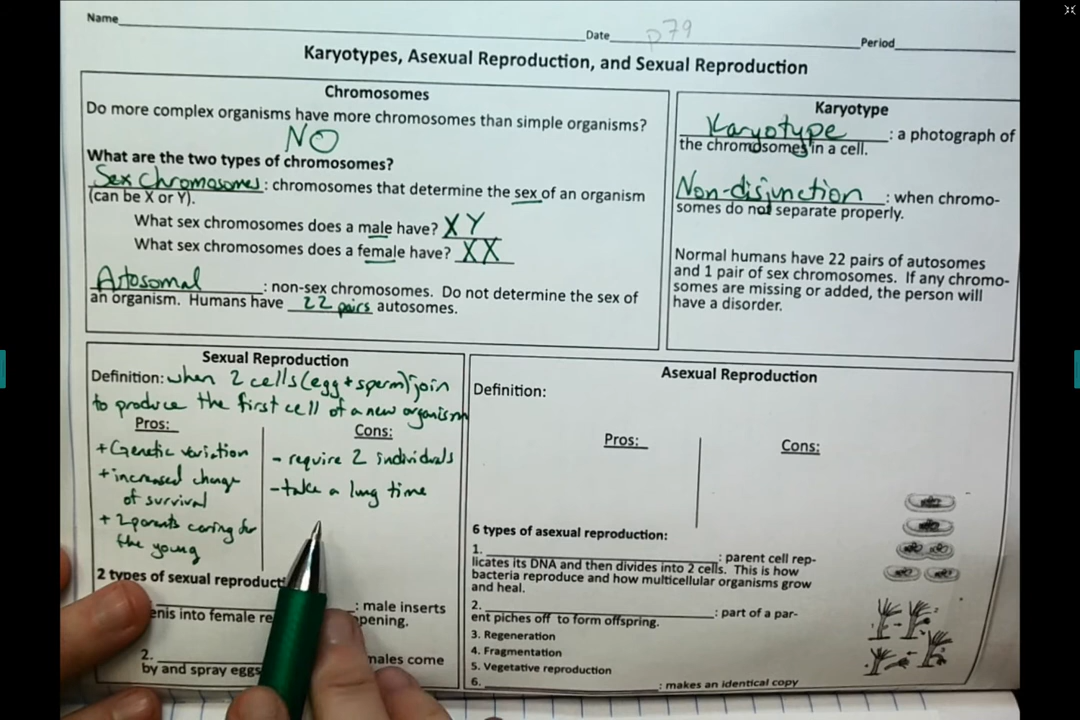 Name
Date p79
Period
Karyotypes, Asexual Reproduction, and Sexual Reproduction
Chromosomes
Do more complex organisms have more chromosomes than simple organisms?
NO
What are the two types of chromosomes?
Sex Chromosomes: chromosomes that determine the sex of an organism
(can be X or Y).
What sex chromosomes does a male have? XY
What sex chromosomes does a female have? XX
Autosomal : non-sex chromosomes. Do not determine the sex of
an organism. Humans have 22 pairs autosomes.
Karyotype
Karyotype : a photograph of
the chromosomes in a cell.
Non-disjunction : when chromo-
somes do not separate properly.
Normal humans have 22 pairs of autosomes
and 1 pair of sex chromosomes. If any chromo-
somes are missing or added, the person will
have a disorder.
Sexual Reproduction
Definition: when 2 cells (egg + sperm) join
to produce the first cell of a new organism
Pros:
+ Genetic variation
+ increased change
of survival
+ 2 parents caring for
the young
Cons:
- require 2 individuals
- take a long time
2 types of sexual reproducti
: male inserts
enis into female re pening.
2. males come
by and spray eggs
Asexual Reproduction
Definition:
Pros:
Cons:
6 types of asexual reproduction:
1. : parent cell rep-
licates its DNA and then divides into 2 cells. This is how
bacteria reproduce and how multicellular organisms grow
and heal.
2. : part of a par-
ent piches off to form offspring.
3. Regeneration
4. Fragmentation
5. Vegetative reproduction
6. : makes an identical copy